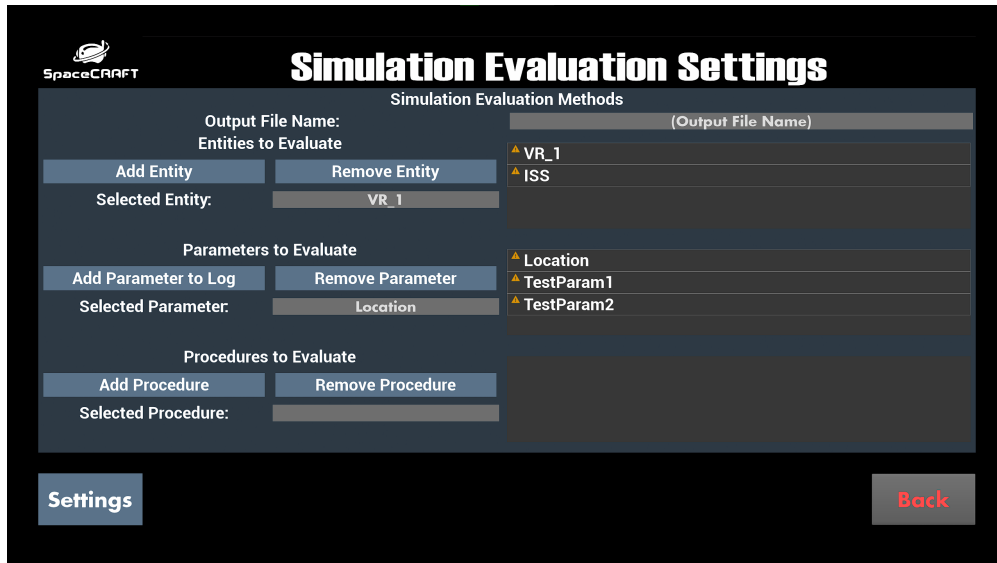 SpaceCRAFT
Simulation Evaluation Settings
Simulation Evaluation Methods
Output File Name:
(Output File Name)
Entities to Evaluate
Add Entity
Remove Entity
Selected Entity:
VR_1
VR_1
ISS
Parameters to Evaluate
Add Parameter to Log
Remove Parameter
Selected Parameter:
Location
Location
TestParam1
TestParam2
Procedures to Evaluate
Add Procedure
Remove Procedure
Selected Procedure:
Settings
Back